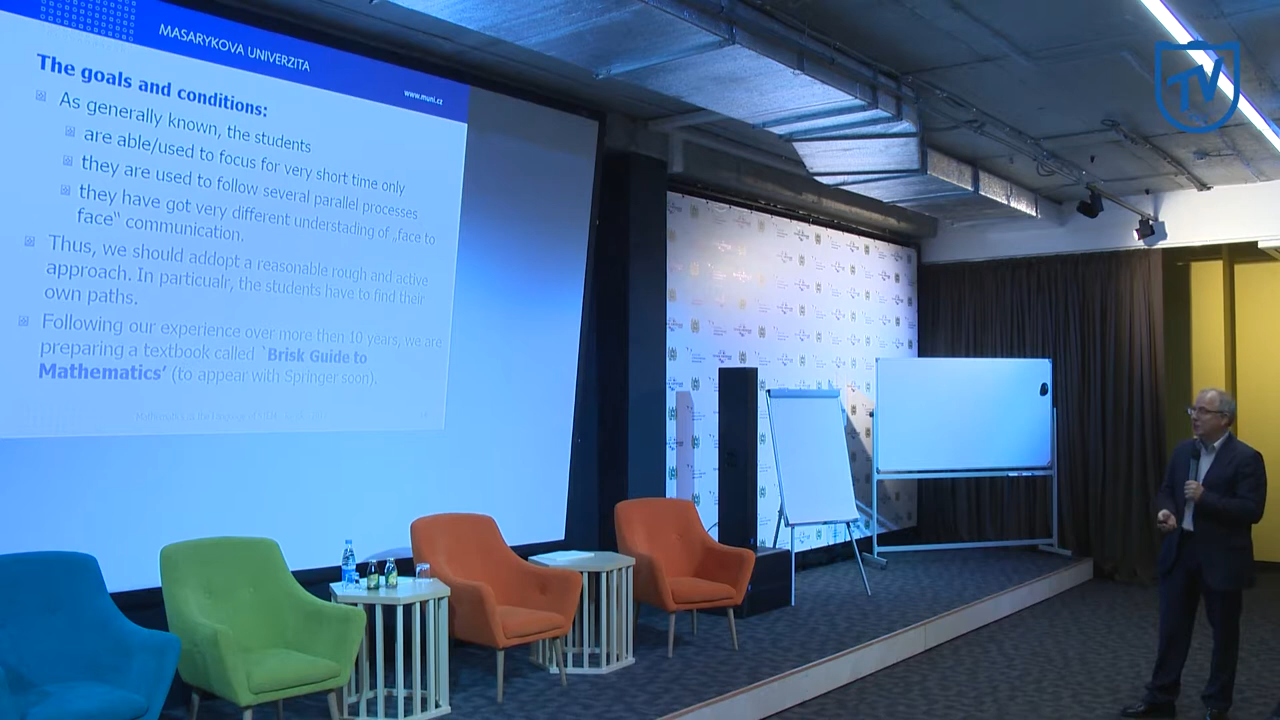 MASARYKOVA UNIVERZITA
www.muni.cz
The goals and conditions:
As generally known, the students
are able/used to focus for very short time only
they are used to follow several parallel processes
they have got very different understading of „face to
face“ communication.
Thus, we should addopt a reasonable rough and active
approach. In particualr, the students have to find their
own paths.
Following our experience over more then 10 years, we are
preparing a textbook called `Brisk Guide to
Mathematics’ (to appear with Springer soon).
TV